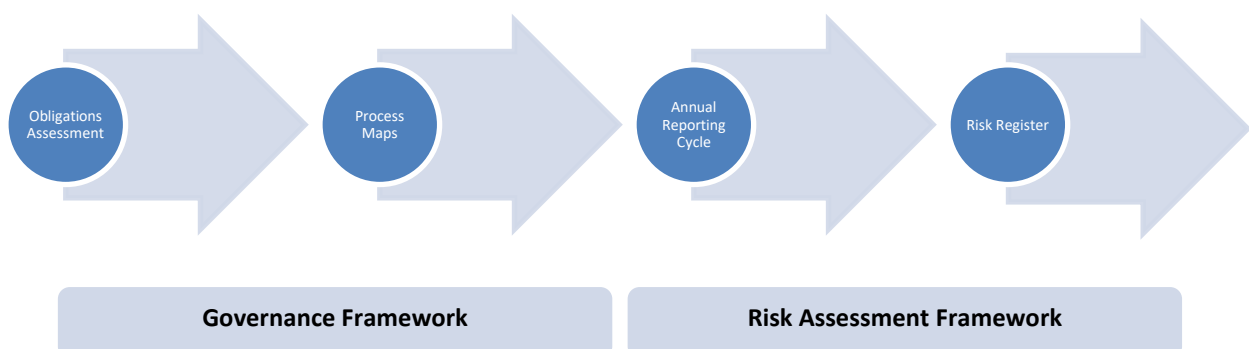 Obligations
Assessment
Process
Maps
Annual
Reporting
Cycle
Risk Register
Governance Framework
Risk Assessment Framework